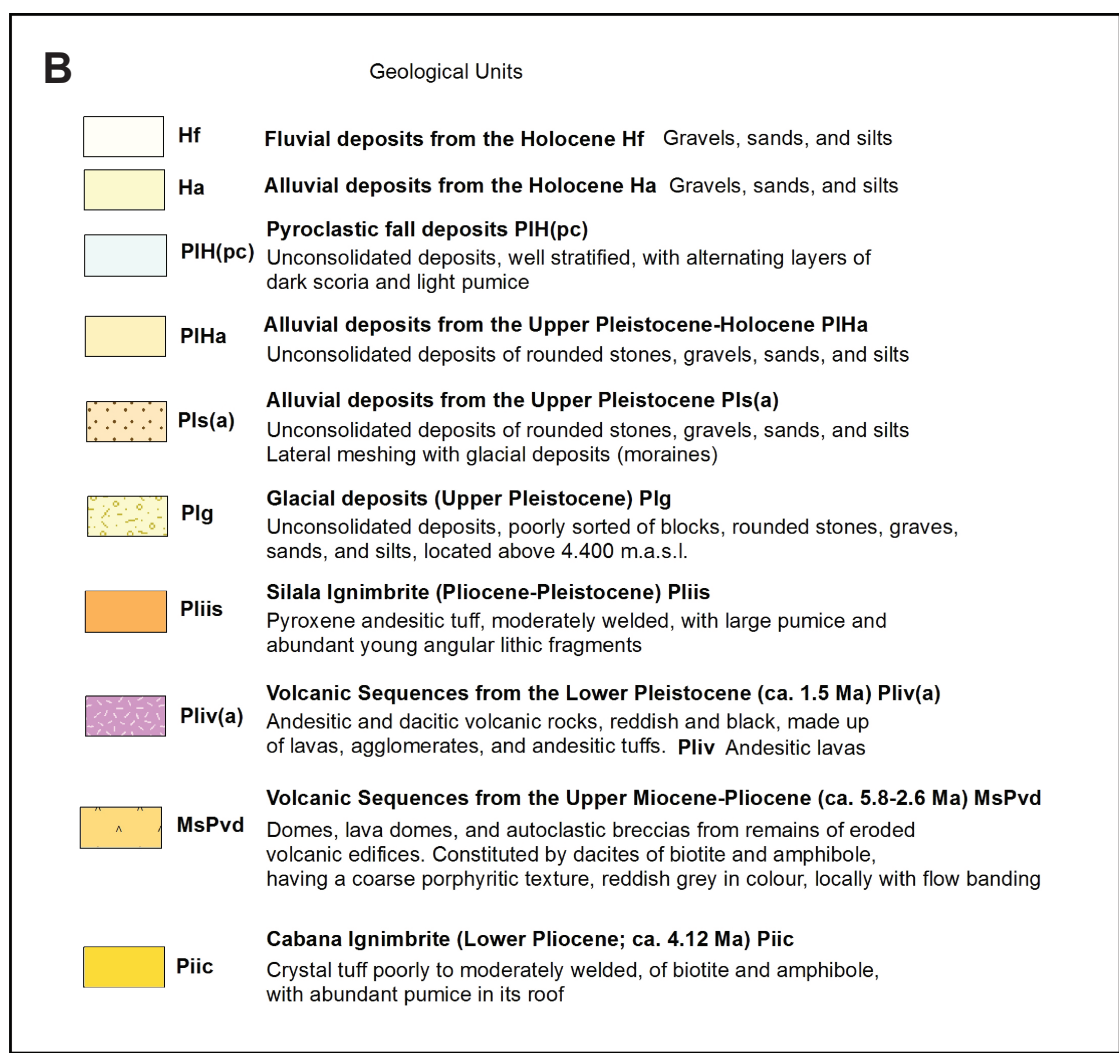 B
Geological Units
Hf Fluvial deposits from the Holocene Hf Gravels, sands, and silts
Ha Alluvial deposits from the Holocene Ha Gravels, sands, and silts
PlH(pc) Pyroclastic fall deposits PlH(pc)
Unconsolidated deposits, well stratified, with alternating layers of
dark scoria and light pumice
PlHa Alluvial deposits from the Upper Pleistocene-Holocene PlHa
Unconsolidated deposits of rounded stones, gravels, sands, and silts
Pls(a) Alluvial deposits from the Upper Pleistocene Pls(a)
Unconsolidated deposits of rounded stones, gravels, sands, and silts
Lateral meshing with glacial deposits (moraines)
Plg Glacial deposits (Upper Pleistocene) Plg
Unconsolidated deposits, poorly sorted of blocks, rounded stones, graves,
sands, and silts, located above 4.400 m.a.s.l.
Pliis Silala Ignimbrite (Pliocene-Pleistocene) Pliis
Pyroxene andesitic tuff, moderately welded, with large pumice and
abundant young angular lithic fragments
Pliv(a) Volcanic Sequences from the Lower Pleistocene (ca. 1.5 Ma) Pliv(a)
Andesitic and dacitic volcanic rocks, reddish and black, made up
of lavas, agglomerates, and andesitic tuffs. Pliv Andesitic lavas
MsPvd Volcanic Sequences from the Upper Miocene-Pliocene (ca. 5.8-2.6 Ma) MsPvd
Domes, lava domes, and autoclastic breccias from remains of eroded
volcanic edifices. Constituted by dacites of biotite and amphibole,
having a coarse porphyritic texture, reddish grey in colour, locally with flow banding
Piic Cabana Ignimbrite (Lower Pliocene; ca. 4.12 Ma) Piic
Crystal tuff poorly to moderately welded, of biotite and amphibole,
with abundant pumice in its roof